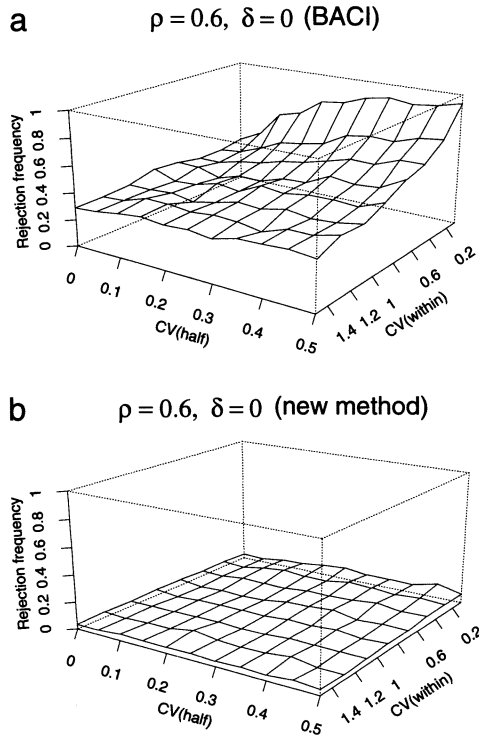 a
ρ = 0.6, δ = 0 (BACI)
Rejection frequency
0 0.2 0.4 0.6 0.8 1
0 0.1 0.2 0.3 0.4 0.5
CV(half)
1.4 1.2 1 0.6 0.2
CV(within)
b
ρ = 0.6, δ = 0 (new method)
Rejection frequency
0 0.2 0.4 0.6 0.8 1
0 0.1 0.2 0.3 0.4 0.5
CV(half)
1.4 1.2 1 0.6 0.2
CV(within)